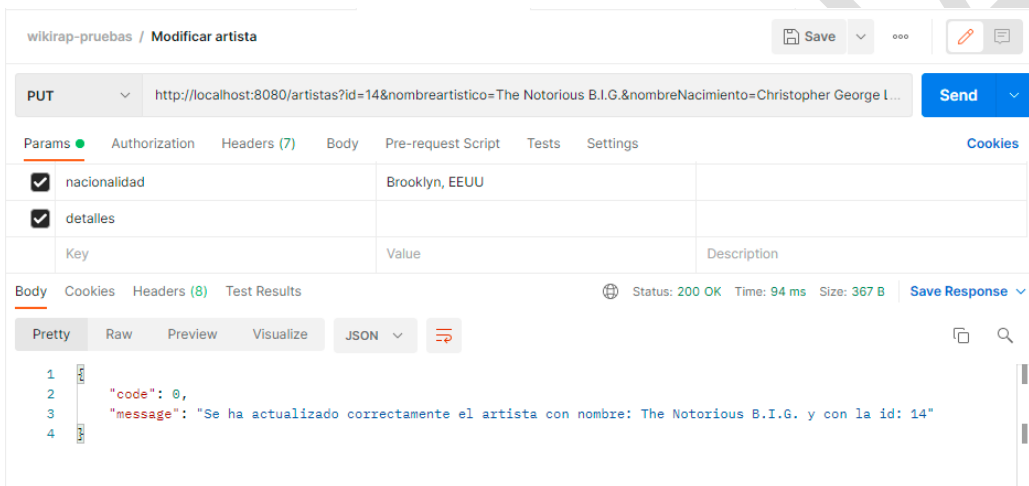 wikirap-pruebas / Modificar artista Save ooo
PUT http://localhost:8080/artistas?id=14&nombreartistico=The Notorious B.I.G.&nombreNacimiento=Christopher George L... Send
Params Authorization Headers (7) Body Pre-request Script Tests Settings Cookies
nacionalidad Brooklyn, EEUU
detalles
Key Value Description
Body Cookies Headers (8) Test Results Status: 200 OK Time: 94 ms Size: 367 B Save Response
Pretty Raw Preview Visualize JSON
1 {
2 "code": 0,
3 "message": "Se ha actualizado correctamente el artista con nombre: The Notorious B.I.G. y con la id: 14"
4 }